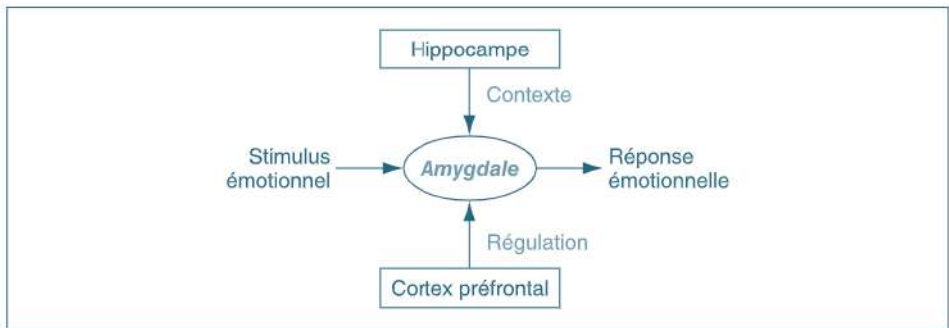 Hippocampe
Contexte
Stimulus
émotionnel
Amygdale
Réponse
émotionnelle
Régulation
Cortex préfrontal